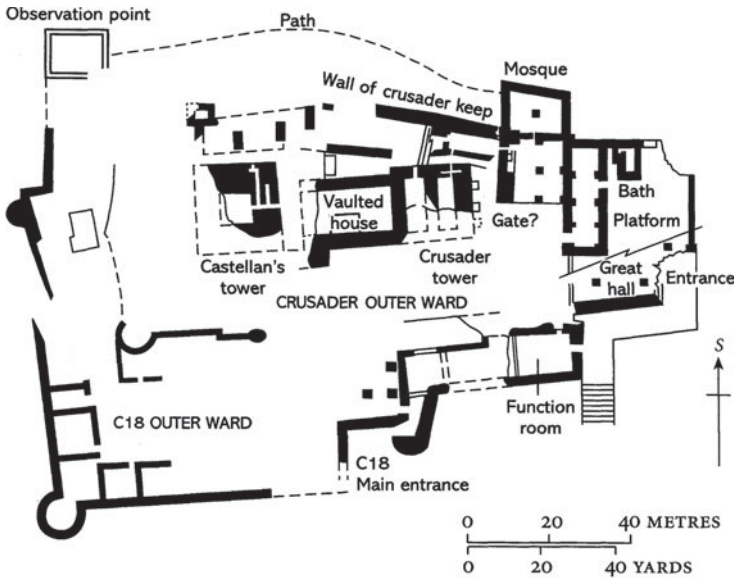 Observation point
Path
Mosque
Wall of crusader keep
Bath
Vaulted
house
Gate?
Platform
Castellan's
tower
Crusader
tower
Great
hall
Entrance
CRUSADER OUTER WARD
S
C18 OUTER WARD
Function
room
C18
Main entrance
0 20 40 METRES
0 20 40 YARDS